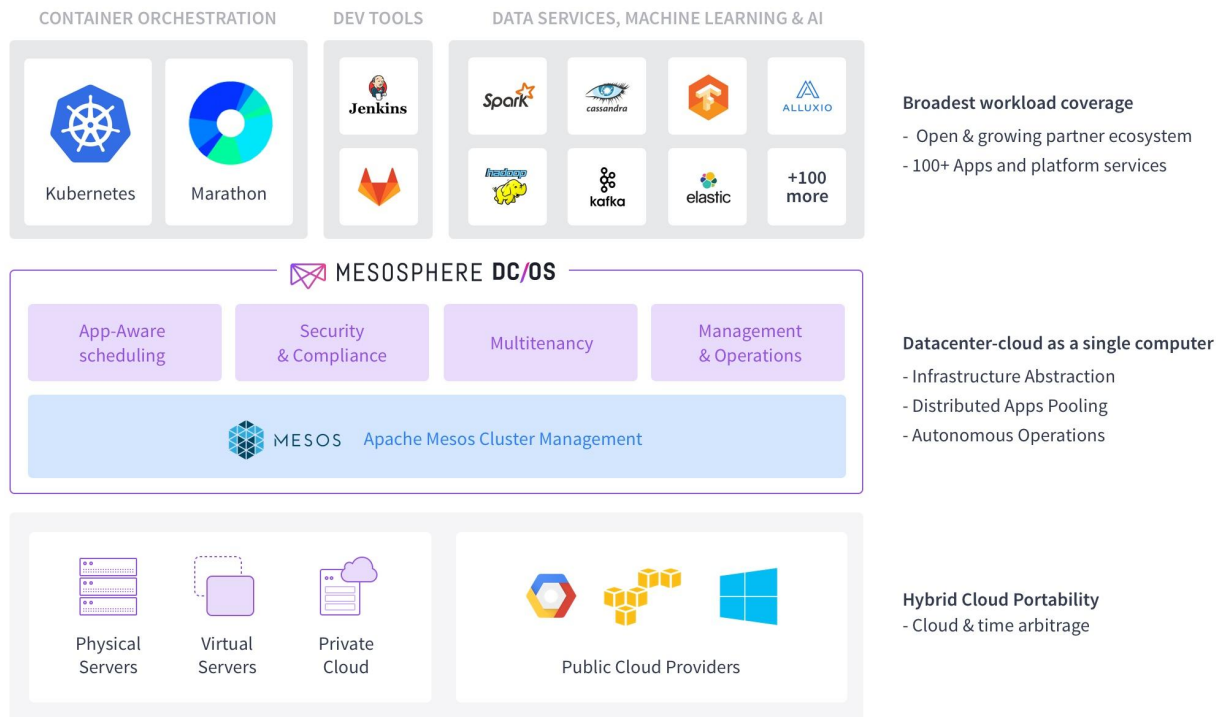 CONTAINER ORCHESTRATION
DEV TOOLS
DATA SERVICES, MACHINE LEARNING & AI
Kubernetes
Marathon
Jenkins
Spark
cassandra
ALLUXIO
hadoop
kafka
elastic
+100
more
Broadest workload coverage
- Open & growing partner ecosystem
- 100+ Apps and platform services
MESOSPHERE DC/OS
App-Aware
scheduling
Security
& Compliance
Multitenancy
Management
& Operations
MESOS Apache Mesos Cluster Management
Datacenter-cloud as a single computer
- Infrastructure Abstraction
- Distributed Apps Pooling
- Autonomous Operations
Physical
Servers
Virtual
Servers
Private
Cloud
Public Cloud Providers
Hybrid Cloud Portability
- Cloud & time arbitrage